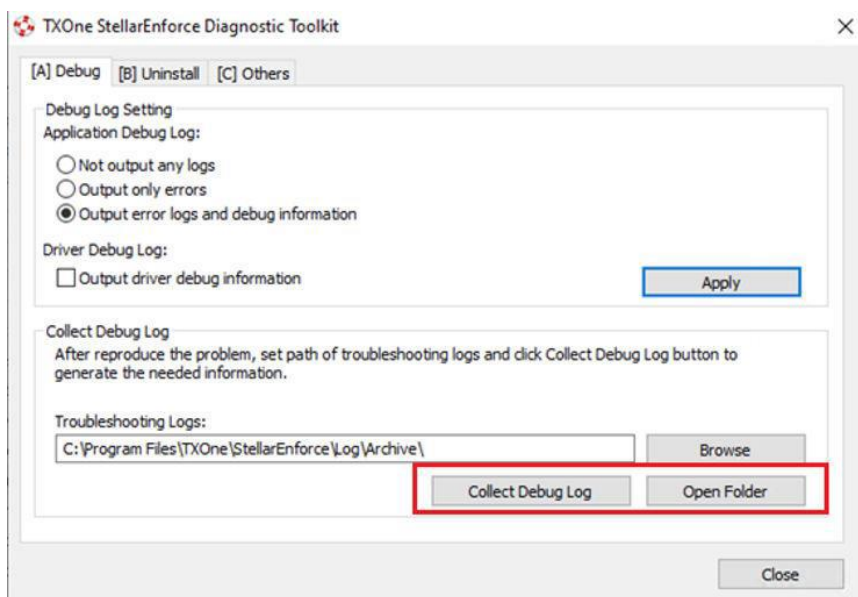 TXOne StellarEnforce Diagnostic Toolkit
[A] Debug [B] Uninstall [C] Others
Debug Log Setting
Application Debug Log:
Not output any logs
Output only errors
Output error logs and debug information
Driver Debug Log:
Output driver debug information
Apply
Collect Debug Log
After reproduce the problem, set path of troubleshooting logs and click Collect Debug Log button to
generate the needed information.
Troubleshooting Logs:
C:\Program Files\TXOne\StellarEnforce\Log\Archive\
Browse
Collect Debug Log
Open Folder
Close